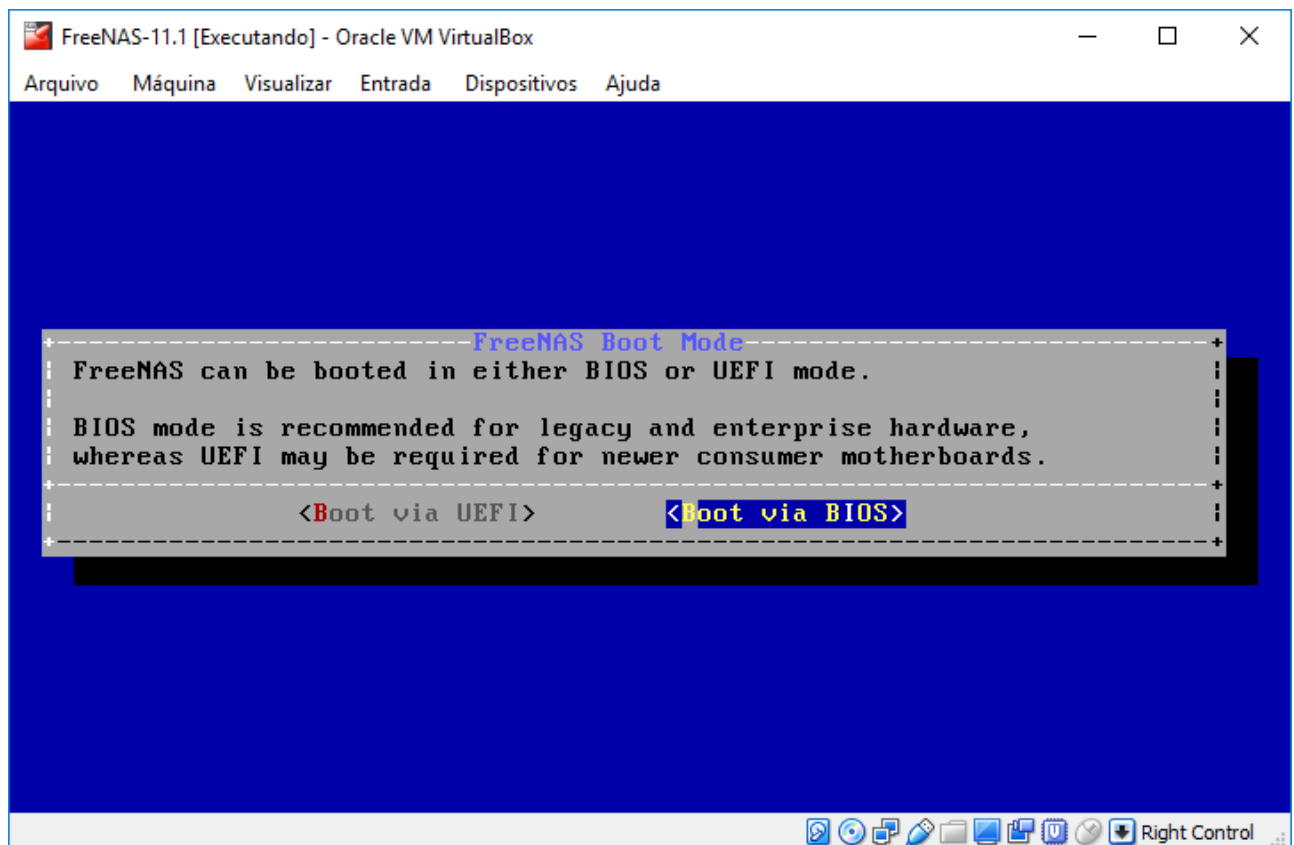 FreeNAS-11.1 [Executando] - Oracle VM VirtualBox
Arquivo Máquina Visualizar Entrada Dispositivos Ajuda
FreeNAS Boot Mode
FreeNAS can be booted in either BIOS or UEFI mode.
BIOS mode is recommended for legacy and enterprise hardware,
whereas UEFI may be required for newer consumer motherboards.
<Boot via UEFI> <Boot via BIOS>
Right Control